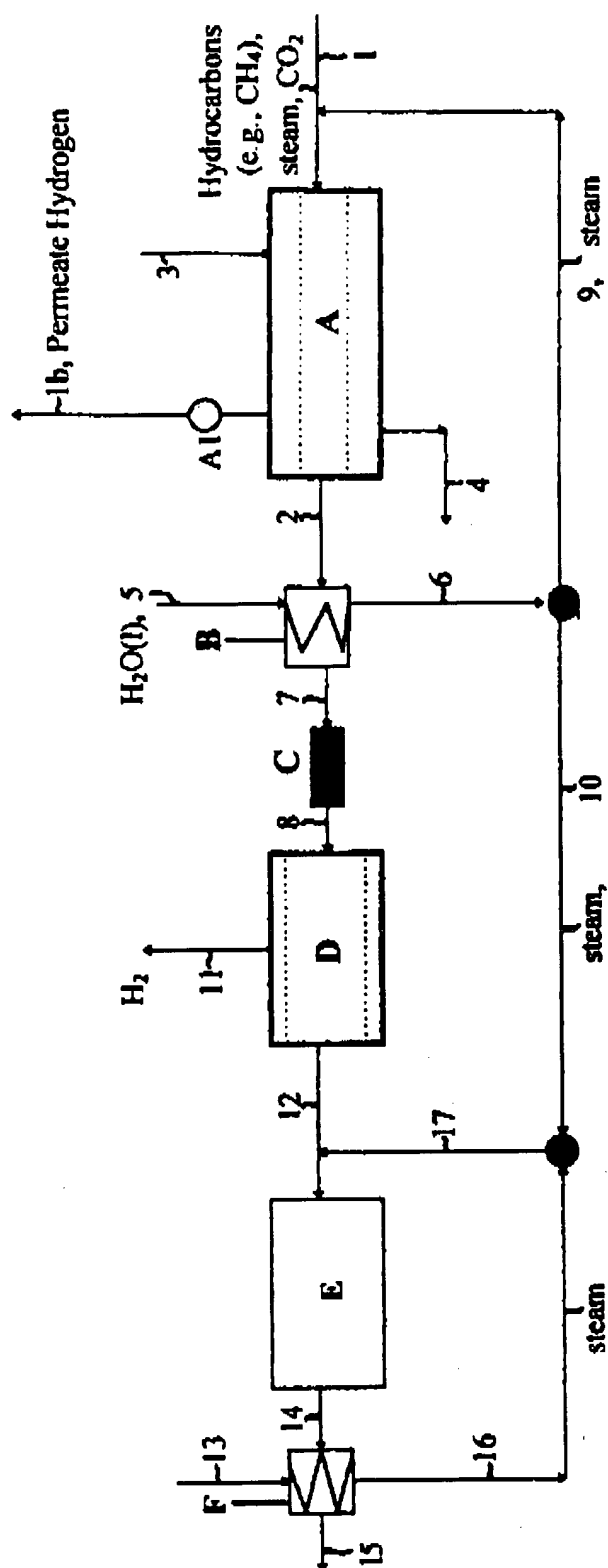 1b, Permeate Hydrogen
Hydrocarbons
(e.g., CH₄),
steam, CO₂
1
3
A1
A
2
4
H₂O(l), 5
B
6
7
C
8
H₂
11
D
12
17
E
13
F
14
15
16
steam
steam,
10
9,
steam